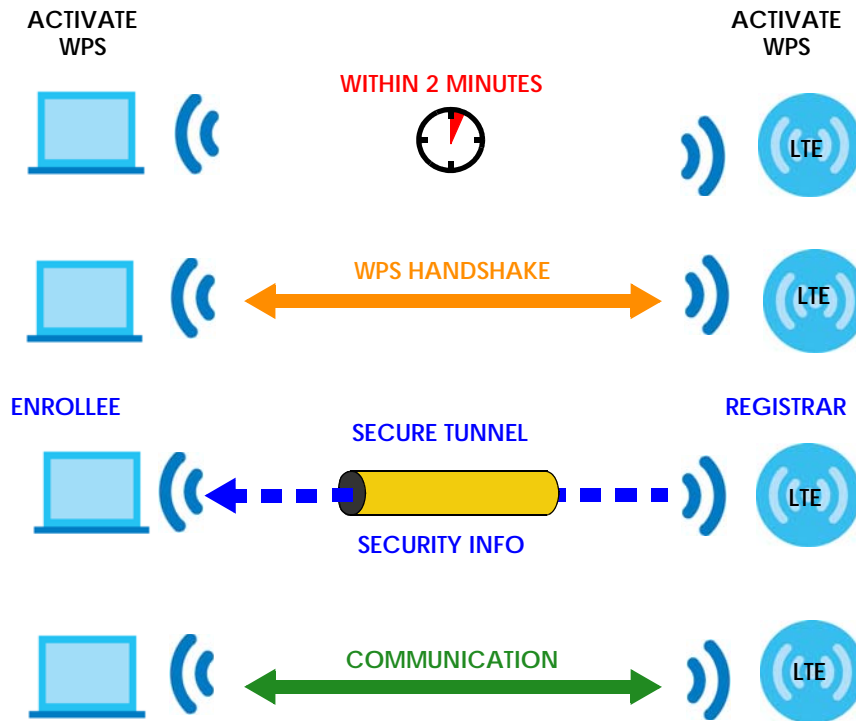 ACTIVATE
WPS
ACTIVATE
WPS
WITHIN 2 MINUTES
LTE
WPS HANDSHAKE
LTE
ENROLLEE
REGISTRAR
SECURE TUNNEL
LTE
SECURITY INFO
COMMUNICATION
LTE